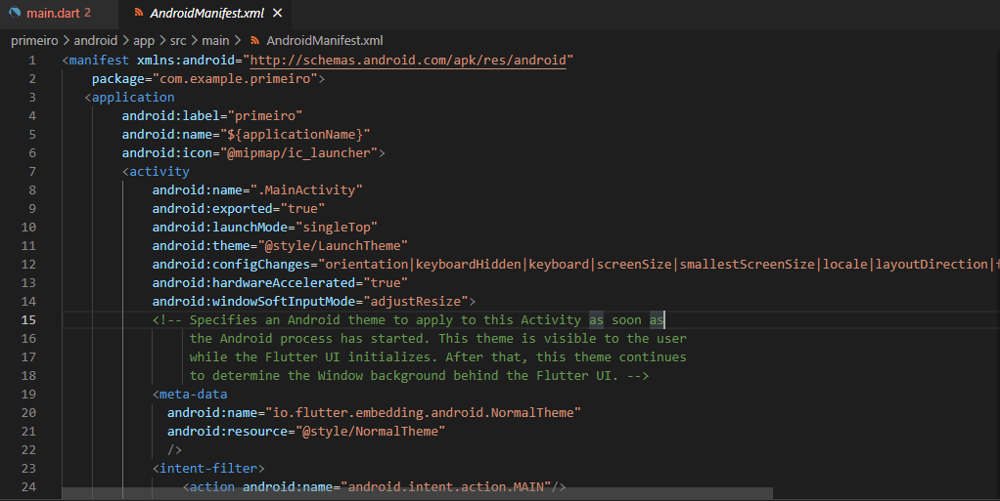 main.dart 2 AndroidManifest.xml ×
primeiro > android > app > src > main > AndroidManifest.xml
1 <manifest xmlns:android="http://schemas.android.com/apk/res/android"
2 package="com.example.primeiro">
3 <application
4 android:label="primeiro"
5 android:name="${applicationName}"
6 android:icon="@mipmap/ic_launcher">
7 <activity
8 android:name=".MainActivity"
9 android:exported="true"
10 android:launchMode="singleTop"
11 android:theme="@style/LaunchTheme"
12 android:configChanges="orientation|keyboardHidden|keyboard|screenSize|smallestScreenSize|locale|layoutDirection|
13 android:hardwareAccelerated="true"
14 android:windowSoftInputMode="adjustResize">
15 <!-- Specifies an Android theme to apply to this Activity as soon as
16 the Android process has started. This theme is visible to the user
17 while the Flutter UI initializes. After that, this theme continues
18 to determine the Window background behind the Flutter UI. -->
19 <meta-data
20 android:name="io.flutter.embedding.android.NormalTheme"
21 android:resource="@style/NormalTheme"
22 />
23 <intent-filter>
24 <action android:name="android.intent.action.MAIN"/>